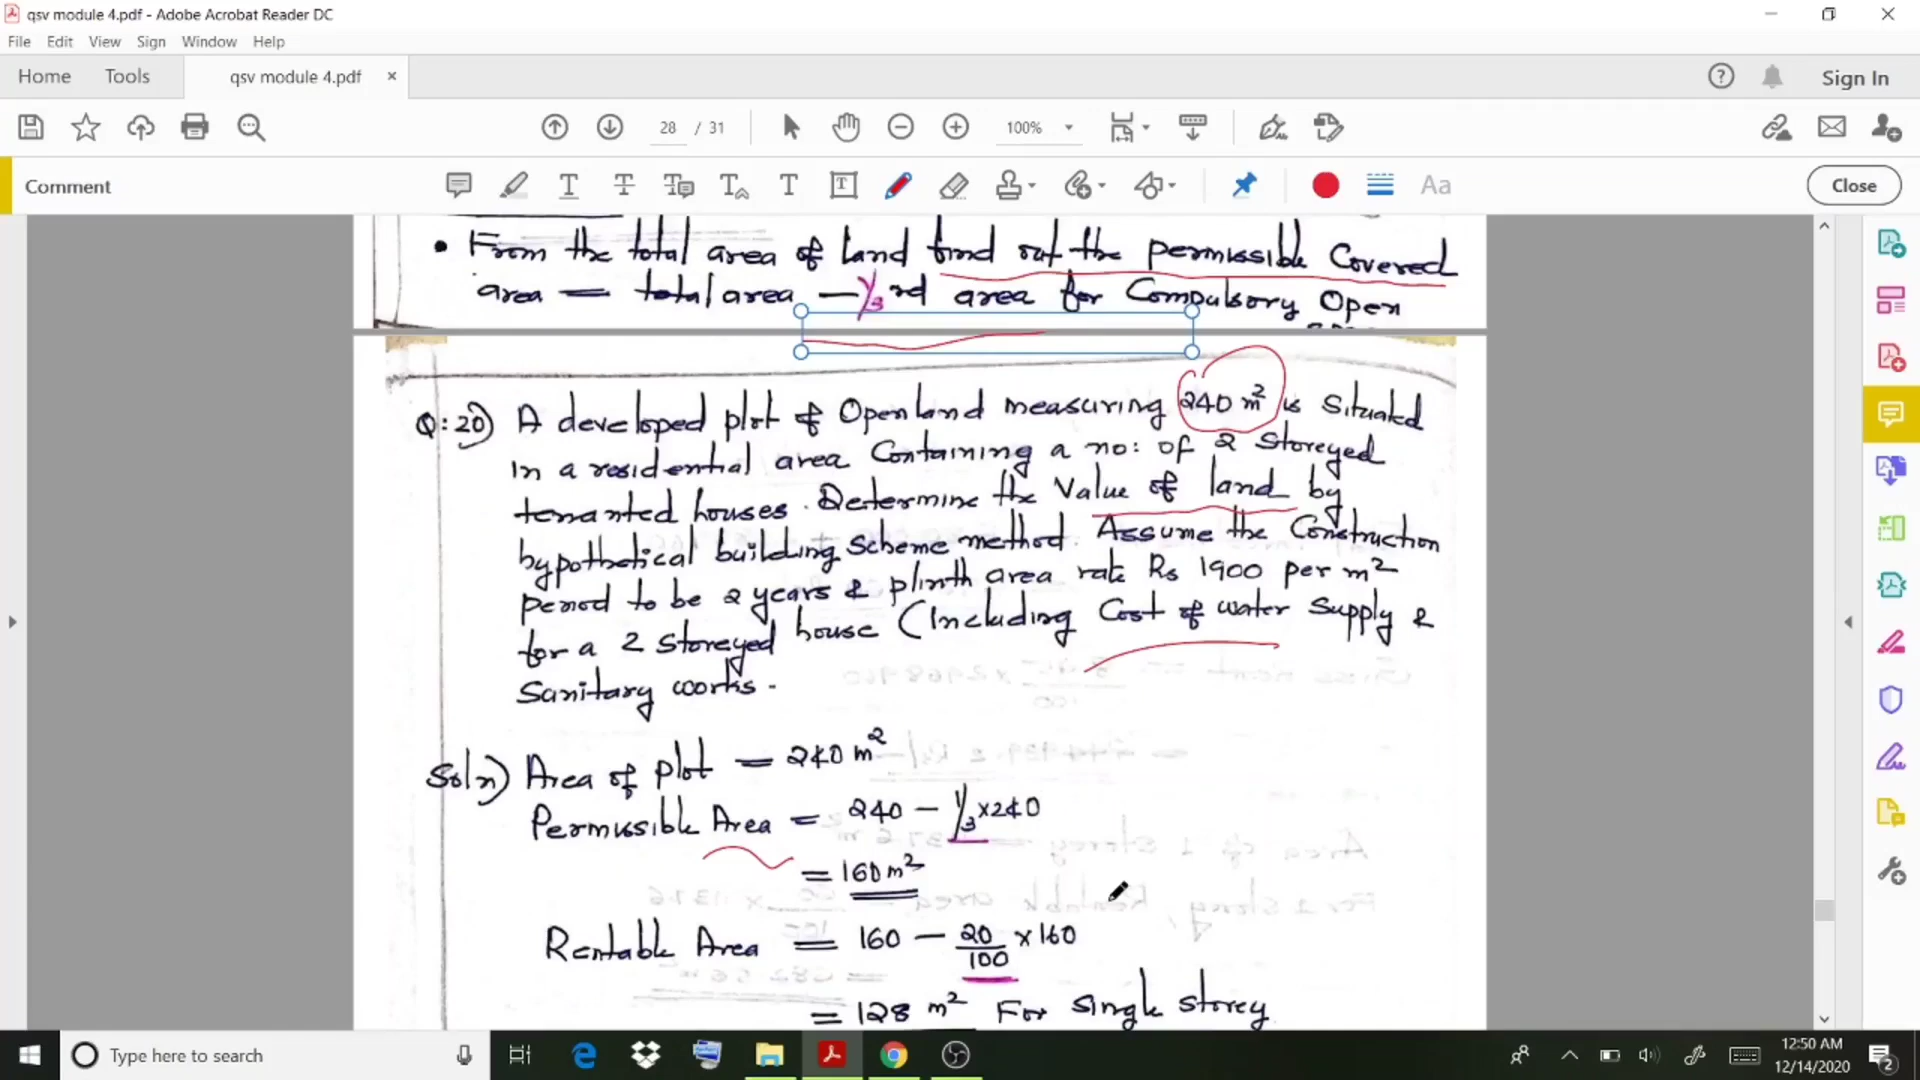 qsv module 4.pdf - Adobe Acrobat Reader DC
File Edit View Sign Window Help
Home Tools qsv module 4.pdf × Sign In
28 / 31 100%
Comment Close
• From the total area of land find out the permissible Covered
area = total area - 1/3 rd area for Compulsory Open
Q:20) A developed plot of Open land measuring 240 m² is Situated
in a residential area Containing a no: of 2 Storeyed
tenanted houses. Determine the Value of land by
hypothetical building Scheme method. Assume the Construction
period to be 2 years & plinth area rate Rs 1900 per m²
for a 2 Storeyed house (Including Cost of water Supply &
Sanitary works.
Soln) Area of plot = 240 m²
Permissible Area = 240 - 1/3 × 240
= 160 m²
Rentable Area = 160 - 20/100 × 160
= 128 m² For Single Storey
Type here to search
12:50 AM
12/14/2020
2